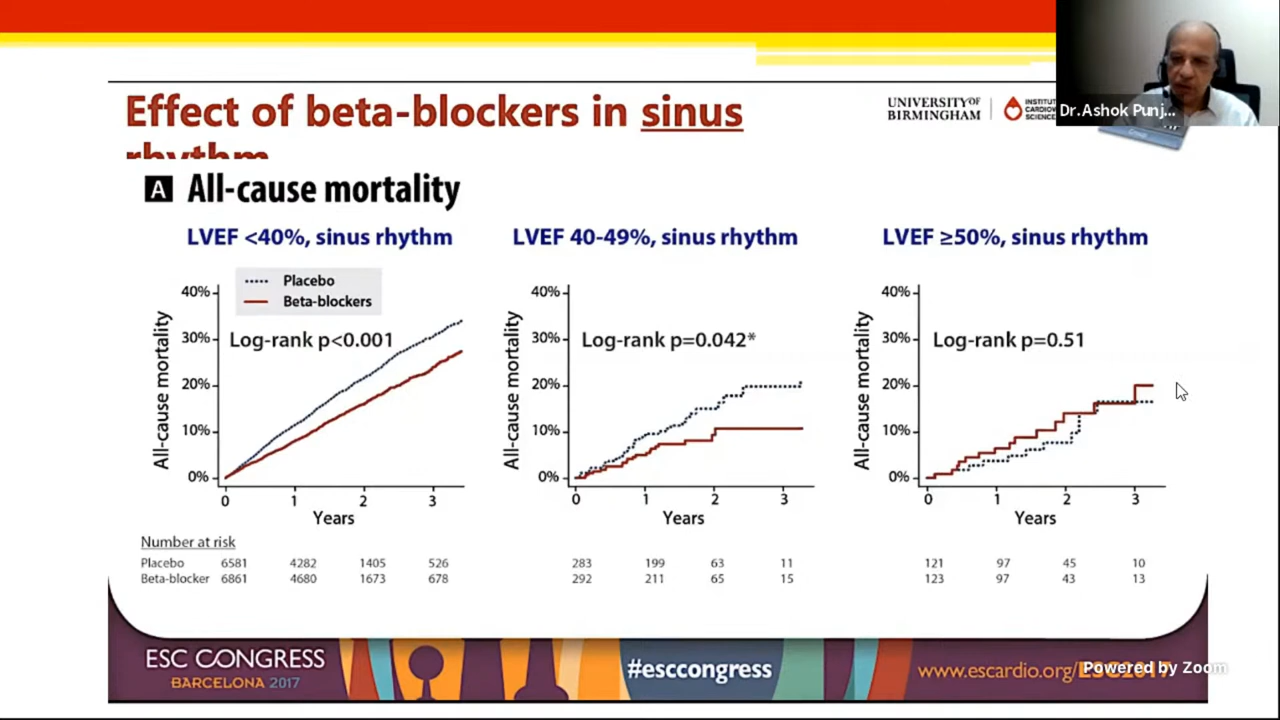 Effect of beta-blockers in sinus
rhythm
UNIVERSITY OF
BIRMINGHAM
Dr.Ashok Punj...
A All-cause mortality
LVEF <40%, sinus rhythm
LVEF 40-49%, sinus rhythm
LVEF ≥50%, sinus rhythm
Placebo
Beta-blockers
Log-rank p<0.001
All-cause mortality
40%
30%
20%
10%
0%
0 1 2 3
Years
Log-rank p=0.042*
All-cause mortality
40%
30%
20%
10%
0%
0 1 2 3
Years
Log-rank p=0.51
All-cause mortality
40%
30%
20%
10%
0%
0 1 2 3
Years
Number at risk
Placebo 6581 4282 1405 526 283 199 63 11 121 97 45 10
Beta-blocker 6861 4680 1673 678 292 211 65 15 123 97 43 13
ESC CONGRESS
BARCELONA 2017
#esccongress
www.escardio.org/
Powered by Zoom